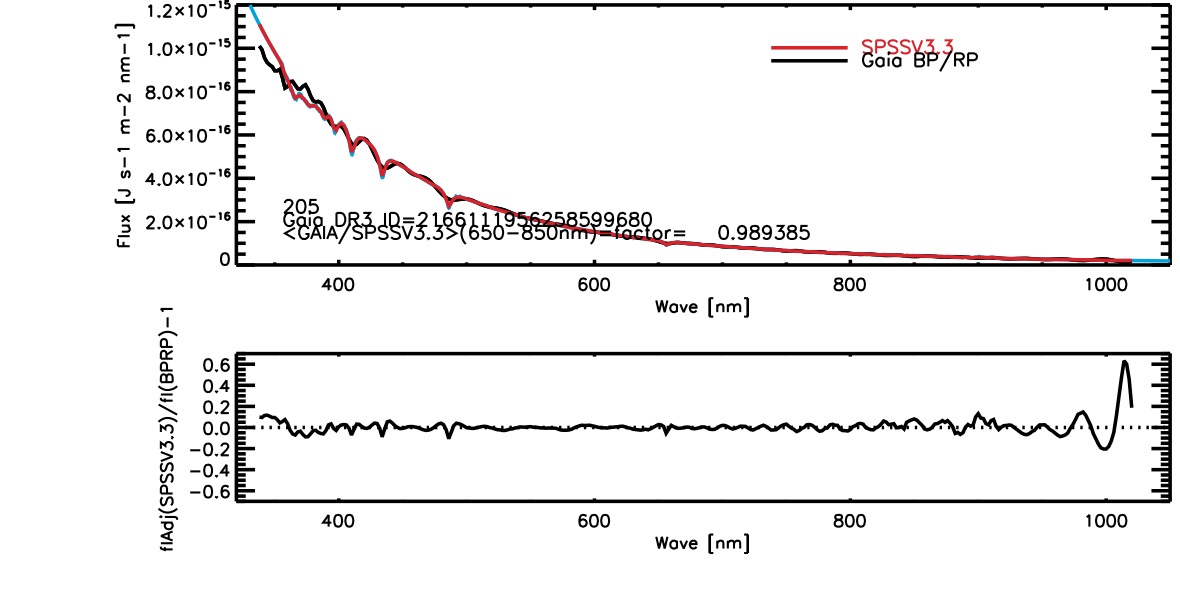 1.2×10⁻¹⁵
1.0×10⁻¹⁵
8.0×10⁻¹⁶
6.0×10⁻¹⁶
4.0×10⁻¹⁶
2.0×10⁻¹⁶
0
Flux [J s−1 m−2 nm−1]
SPSSV3.3
Gaia BP/RP
205
Gaia DR3 ID=2166111956258599680
<GAIA/SPSSV3.3>(650−850nm)=factor= 0.989385
400 600 800 1000
Wave [nm]
flAdj(SPSSV3.3)/fl(BPRP)−1
0.6
0.4
0.2
0.0
−0.2
−0.4
−0.6
400 600 800 1000
Wave [nm]